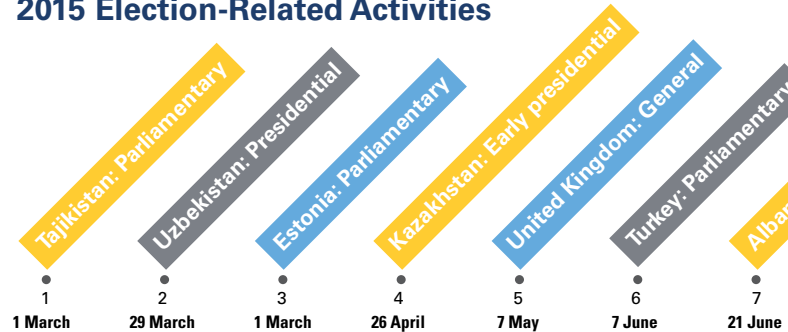 2015 Election-Related Activities
Tajikistan: Parliamentary
Uzbekistan: Presidential
Estonia: Parliamentary
Kazakhstan: Early presidential
United Kingdom: General
Turkey: Parliamentary
1
2
3
4
5
6
7
1 March
29 March
1 March
26 April
7 May
7 June
21 June